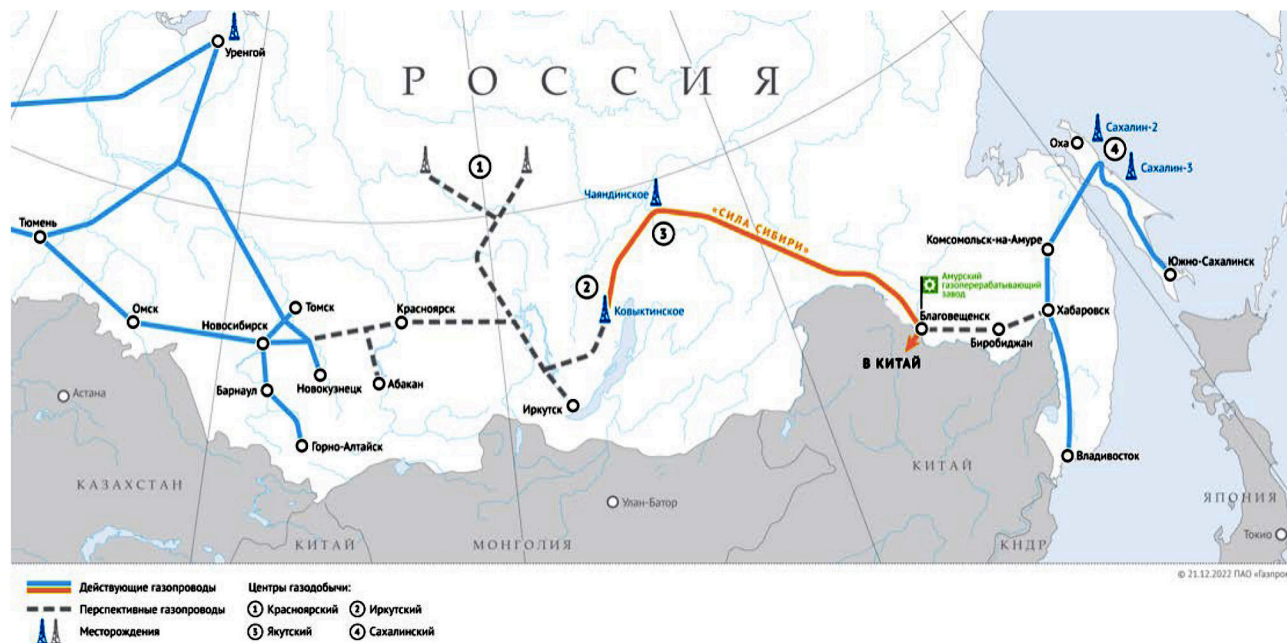 РОССИЯ
Уренгой
1
Сахалин-2
Оха
4
Сахалин-3
Чаяндинское
«СИЛА СИБИРИ»
3
Тюмень
Комсомольск-на-Амуре
Южно-Сахалинск
2
Амурский
газоперерабатывающий
завод
Омск
Томск
Красноярск
Ковыктинское
Новосибирск
Благовещенск
Хабаровск
Биробиджан
В КИТАЙ
Барнаул
Новокузнецк
Абакан
Астана
Иркутск
Горно-Алтайск
Владивосток
КИТАЙ
КАЗАХСТАН
Улан-Батор
ЯПОНИЯ
Токио
КИТАЙ
МОНГОЛИЯ
КНДР
© 21.12.2022 ПАО «Газпром
Действующие газопроводы
Центры газодобычи:
Перспективные газопроводы
1 Красноярский 2 Иркутский
Месторождения
3 Якутский 4 Сахалинский